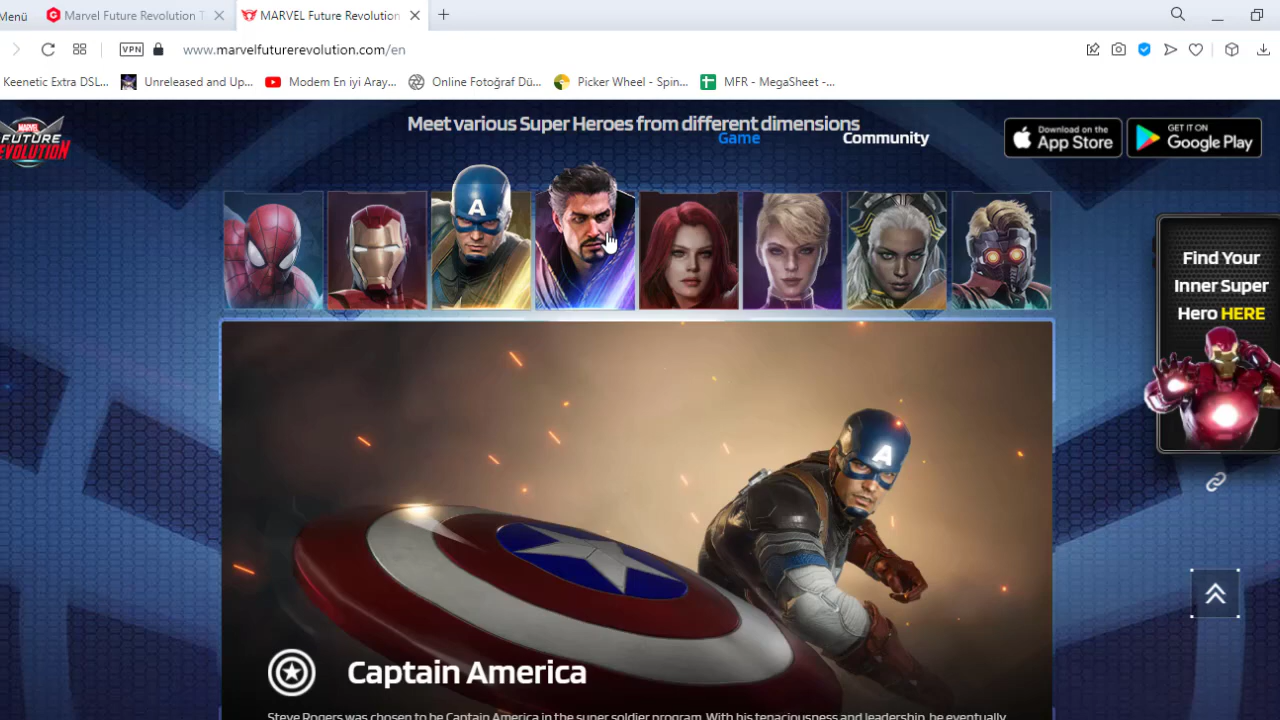 Menü
Marvel Future Revolution T
MARVEL Future Revolution
VPN
www.marvelfuturerevolution.com/en
Keenetic Extra DSL...
Unreleased and Up...
Modem En iyi Aray...
Online Fotoğraf Dü...
Picker Wheel - Spin...
MFR - MegaSheet -...
MARVEL
FUTURE
REVOLUTION
Meet various Super Heroes from different dimensions
Game
Community
Download on the
App Store
GET IT ON
Google Play
A
Find Your
Inner Super
Hero HERE
A
Captain America
Steve Rogers was chosen to be Captain America in the super soldier program. With his tenaciousness and leadership, he eventually